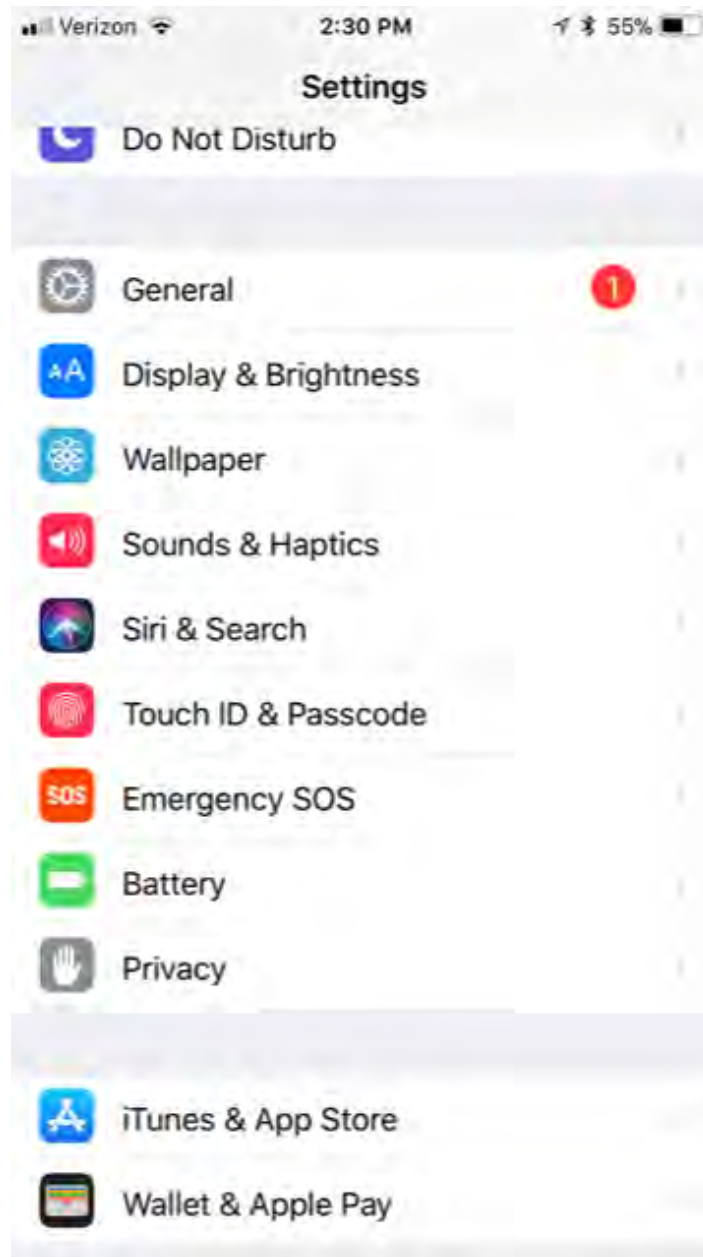 Verizon 2:30 PM 55%
Settings
Do Not Disturb
General 1
AA Display & Brightness
Wallpaper
Sounds & Haptics
Siri & Search
Touch ID & Passcode
SOS Emergency SOS
Battery
Privacy
iTunes & App Store
Wallet & Apple Pay